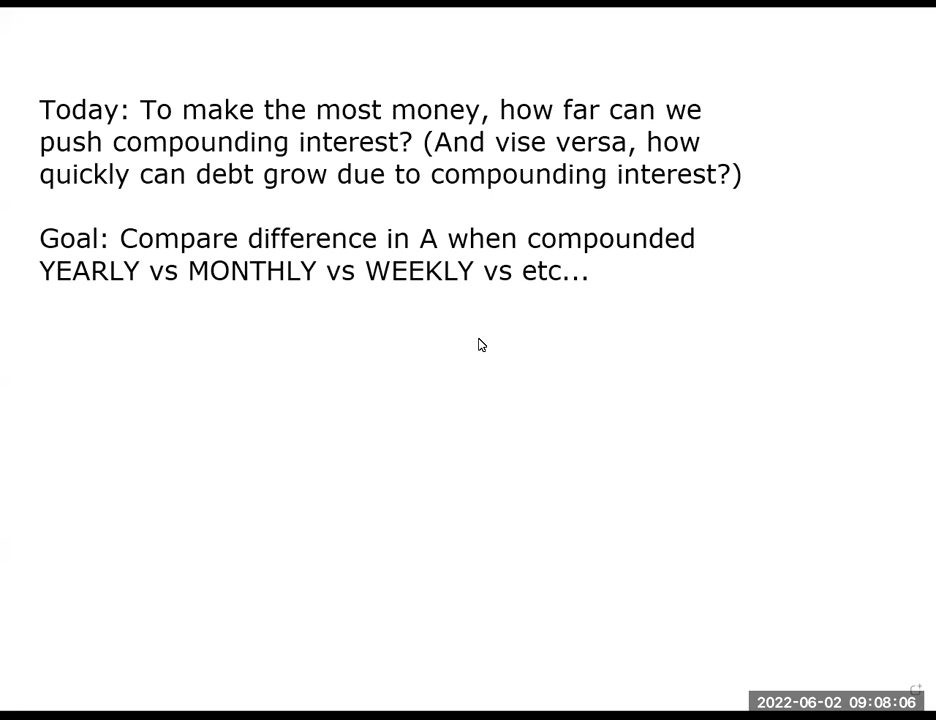 Today: To make the most money, how far can we
push compounding interest? (And vise versa, how
quickly can debt grow due to compounding interest?)
Goal: Compare difference in A when compounded
YEARLY vs MONTHLY vs WEEKLY vs etc...
2022-06-02 09:08:06